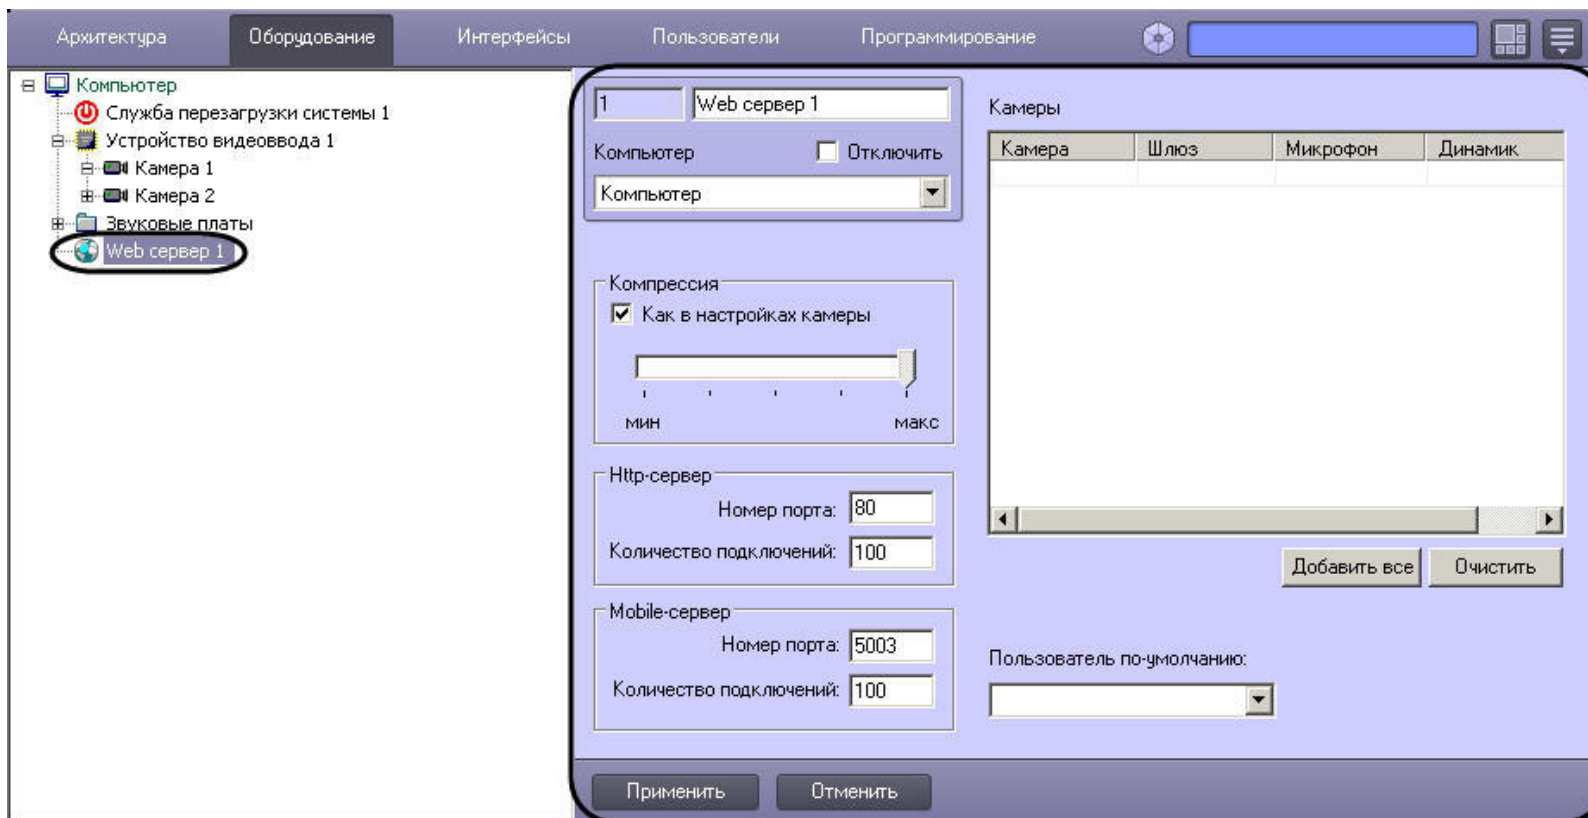 Архитектура Оборудование Интерфейсы Пользователи Программирование
Компьютер
Служба перезагрузки системы 1
Устройство видеоввода 1
Камера 1
Камера 2
Звуковые платы
Web сервер 1
1 Web сервер 1
Компьютер Отключить
Компьютер
Компрессия
Как в настройках камеры
мин макс
Http-сервер
Номер порта: 80
Количество подключений: 100
Mobile-сервер
Номер порта: 5003
Количество подключений: 100
Камеры
Камера Шлюз Микрофон Динамик
Добавить все Очистить
Пользователь по-умолчанию:
Применить Отменить